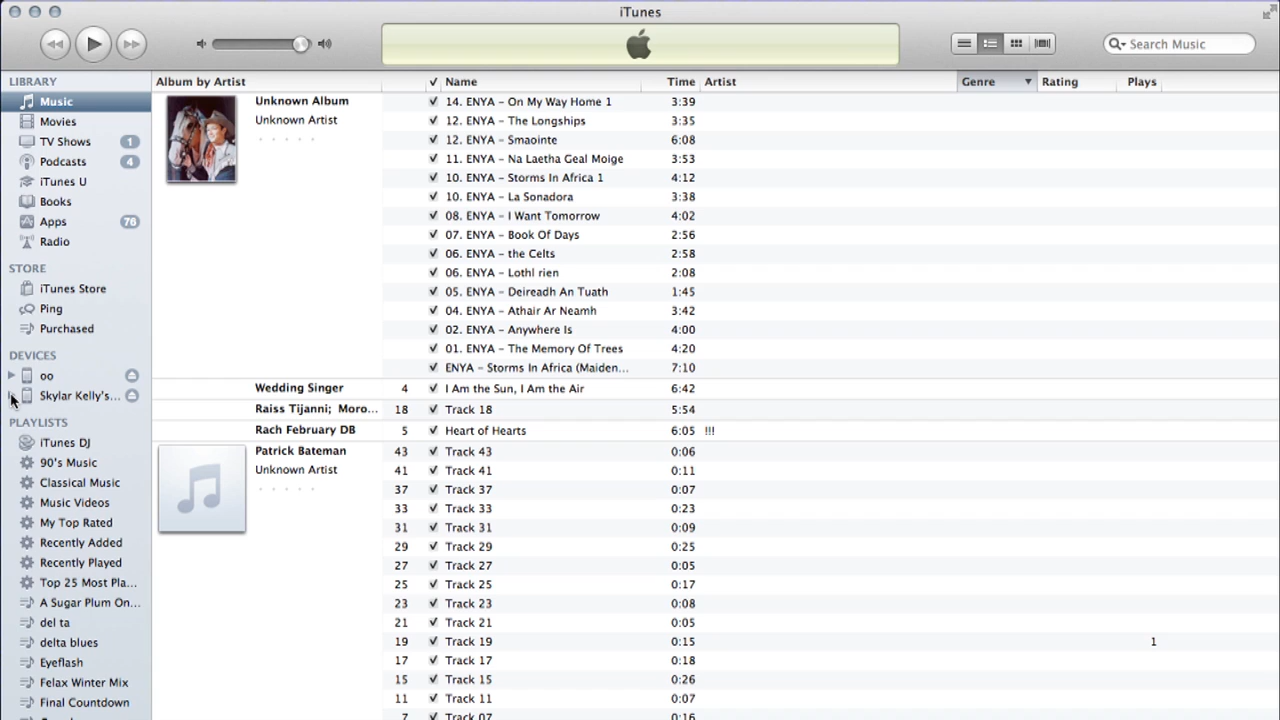 iTunes
Search Music
LIBRARY
Music
Movies
TV Shows 1
Podcasts 4
iTunes U
Books
Apps 76
Radio
STORE
iTunes Store
Ping
Purchased
DEVICES
oo
Skylar Kelly's...
PLAYLISTS
iTunes DJ
90's Music
Classical Music
Music Videos
My Top Rated
Recently Added
Recently Played
Top 25 Most Pla...
A Sugar Plum On...
del ta
delta blues
Eyeflash
Felax Winter Mix
Final Countdown
Album by Artist ✓ Name Time Artist Genre ▼ Rating Plays
Unknown Album ✓ 14. ENYA – On My Way Home 1 3:39
Unknown Artist ✓ 12. ENYA – The Longships 3:35
✓ 12. ENYA – Smaointe 6:08
✓ 11. ENYA – Na Laetha Geal Moige 3:53
✓ 10. ENYA – Storms In Africa 1 4:12
✓ 10. ENYA – La Sonadora 3:38
✓ 08. ENYA – I Want Tomorrow 4:02
✓ 07. ENYA – Book Of Days 2:56
✓ 06. ENYA – the Celts 2:58
✓ 06. ENYA – Lothl rien 2:08
✓ 05. ENYA – Deireadh An Tuath 1:45
✓ 04. ENYA – Athair Ar Neamh 3:42
✓ 02. ENYA – Anywhere Is 4:00
✓ 01. ENYA – The Memory Of Trees 4:20
✓ ENYA – Storms In Africa (Maiden... 7:10
Wedding Singer 4 ✓ I Am the Sun, I Am the Air 6:42
Raiss Tijanni; Moro... 18 ✓ Track 18 5:54
Rach February DB 5 ✓ Heart of Hearts 6:05 !!!
Patrick Bateman 43 ✓ Track 43 0:06
Unknown Artist 41 ✓ Track 41 0:11
37 ✓ Track 37 0:07
33 ✓ Track 33 0:23
31 ✓ Track 31 0:09
29 ✓ Track 29 0:25
27 ✓ Track 27 0:05
25 ✓ Track 25 0:17
23 ✓ Track 23 0:08
21 ✓ Track 21 0:05
19 ✓ Track 19 0:15 1
17 ✓ Track 17 0:18
15 ✓ Track 15 0:26
11 ✓ Track 11 0:07
7 ✓ Track 07 0:16